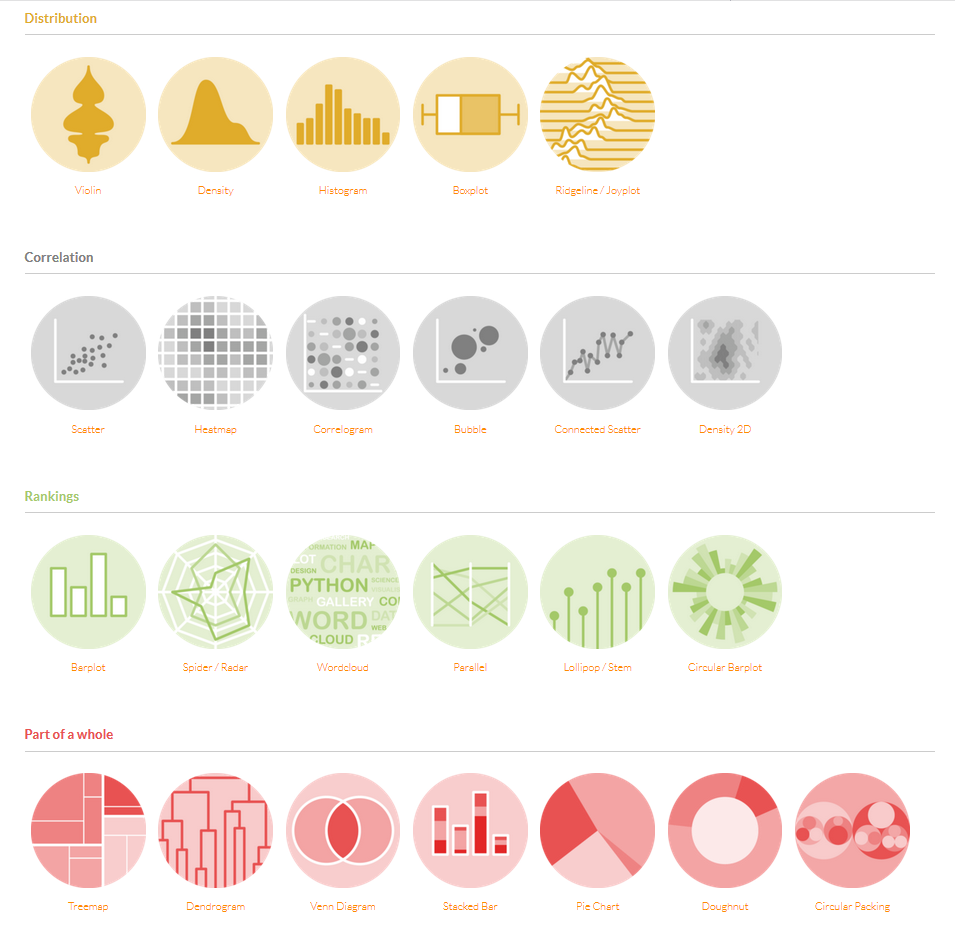 Distribution
Violin
Density
Histogram
Boxplot
Ridgeline / Joyplot
Correlation
Scatter
Heatmap
Correlogram
Bubble
Connected Scatter
Density 2D
Rankings
ORMATION MAP
LOT CHAR
DESIGN
PYTHON SCIENCE
GALLERY CO
WORD DAT
WEB
CLOUD
Barplot
Spider / Radar
Wordcloud
Parallel
Lollipop / Stem
Circular Barplot
Part of a whole
Treemap
Dendrogram
Venn Diagram
Stacked Bar
Pie Chart
Doughnut
Circular Packing